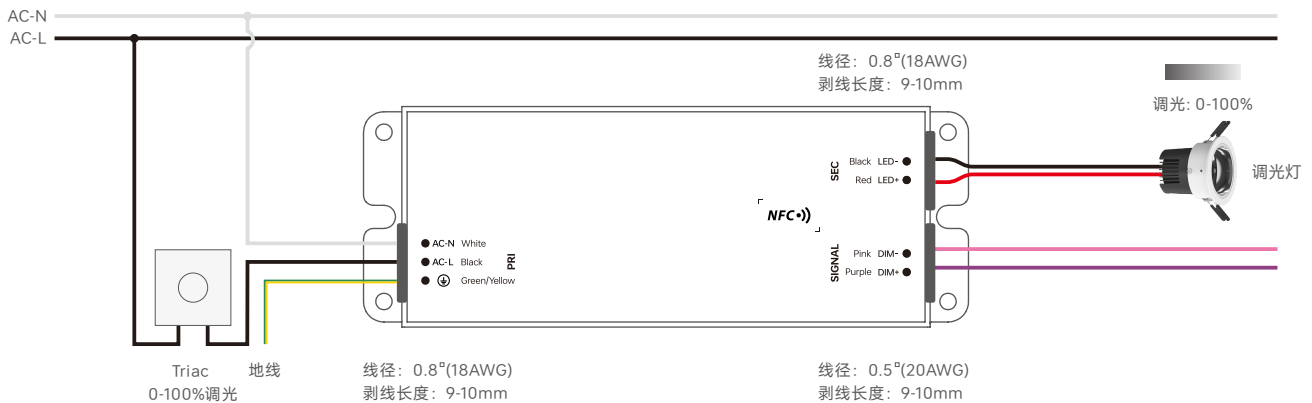 AC-N
AC-L
线径：0.8□(18AWG)
剥线长度：9-10mm
调光: 0-100%
SEC
Black LED-
Red LED+
调光灯
NFC
AC-N White
AC-L Black
Green/Yellow
PRI
SIGNAL
Pink DIM-
Purple DIM+
Triac
0-100%调光
地线
线径：0.8□(18AWG)
剥线长度：9-10mm
线径：0.5□(20AWG)
剥线长度：9-10mm